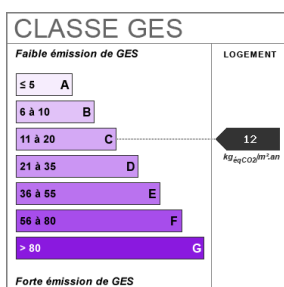 CLASSE GES
Faible émission de GES
LOGEMENT
≤ 5 A
6 à 10 B
11 à 20 C
12
kgéqCO2/m².an
21 à 35 D
36 à 55 E
56 à 80 F
> 80 G
Forte émission de GES